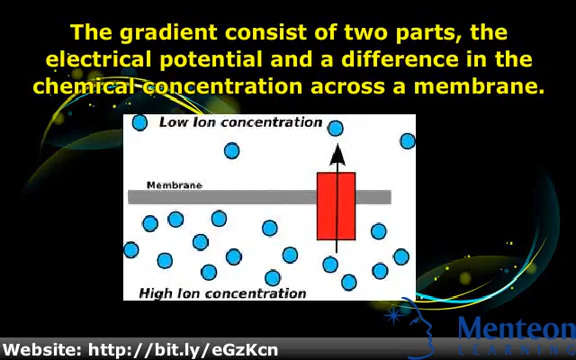 The gradient consist of two parts, the
electrical potential and a difference in the
chemical concentration across a membrane.
Low Ion concentration
Membrane
High Ion concentration
Menteon
LEARNING
Website: http://bit.ly/eGzKcn